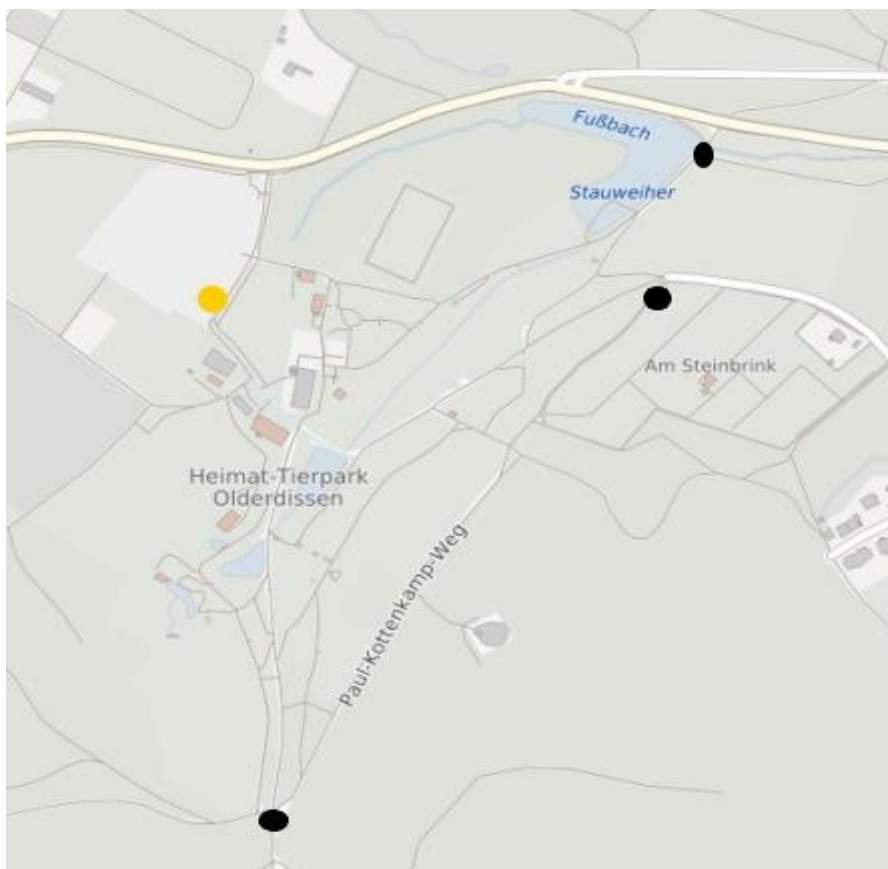 Fußbach
Stauweiher
Am Steinbrink
Heimat-Tierpark
Olderdissen
Paul-Kottenkamp-Weg